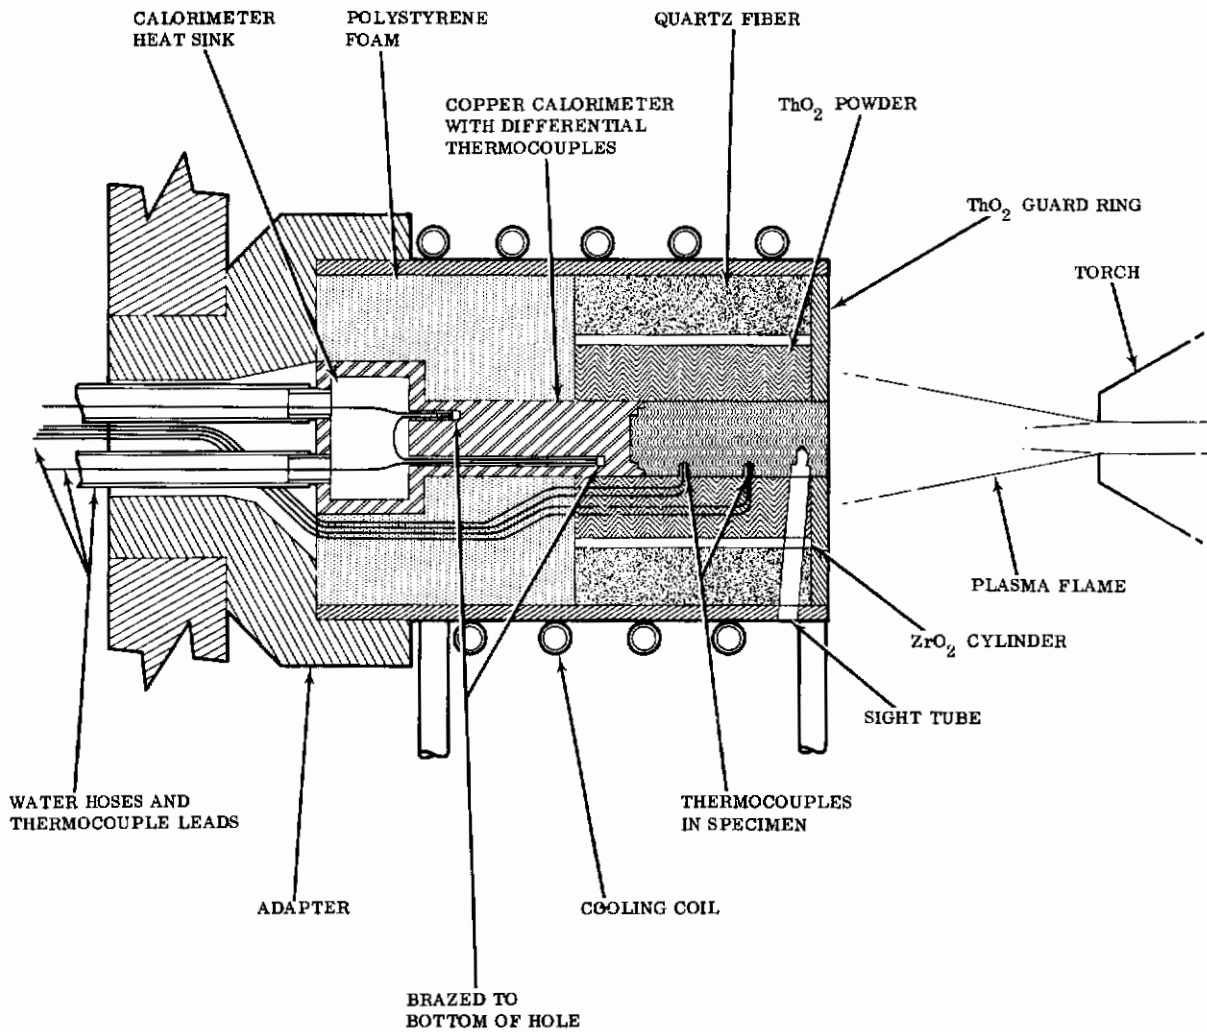 CALORIMETER
HEAT SINK
POLYSTYRENE
FOAM
QUARTZ FIBER
COPPER CALORIMETER
WITH DIFFERENTIAL
THERMOCOUPLES
ThO₂ POWDER
ThO₂ GUARD RING
TORCH
PLASMA FLAME
ZrO₂ CYLINDER
SIGHT TUBE
WATER HOSES AND
THERMOCOUPLE LEADS
THERMOCOUPLES
IN SPECIMEN
ADAPTER
COOLING COIL
BRAZED TO
BOTTOM OF HOLE